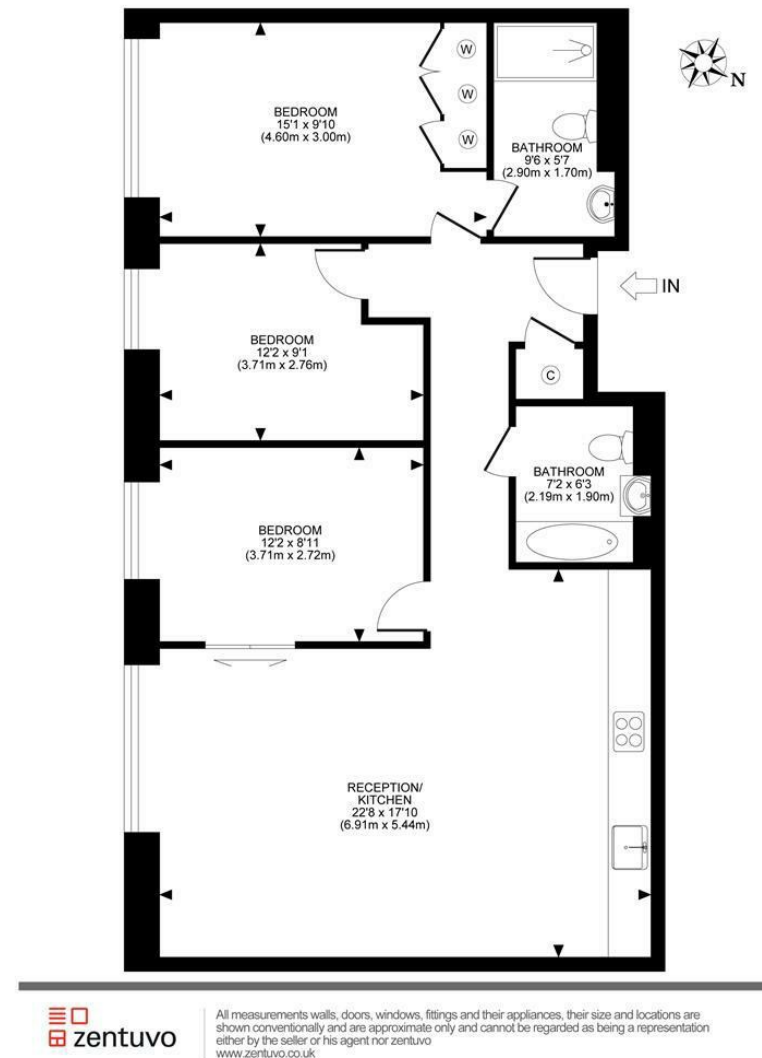 BEDROOM
15'1 x 9'10
(4.60m x 3.00m)
W
W
W
BATHROOM
9'6 x 5'7
(2.90m x 1.70m)
N
IN
BEDROOM
12'2 x 9'1
(3.71m x 2.76m)
C
BATHROOM
7'2 x 6'3
(2.19m x 1.90m)
BEDROOM
12'2 x 8'11
(3.71m x 2.72m)
RECEPTION/
KITCHEN
22'8 x 17'10
(6.91m x 5.44m)
zentuvo
All measurements walls, doors, windows, fittings and their appliances, their size and locations are
shown conventionally and are approximate only and cannot be regarded as being a representation
either by the seller or his agent nor zentuvo
www.zentuvo.co.uk